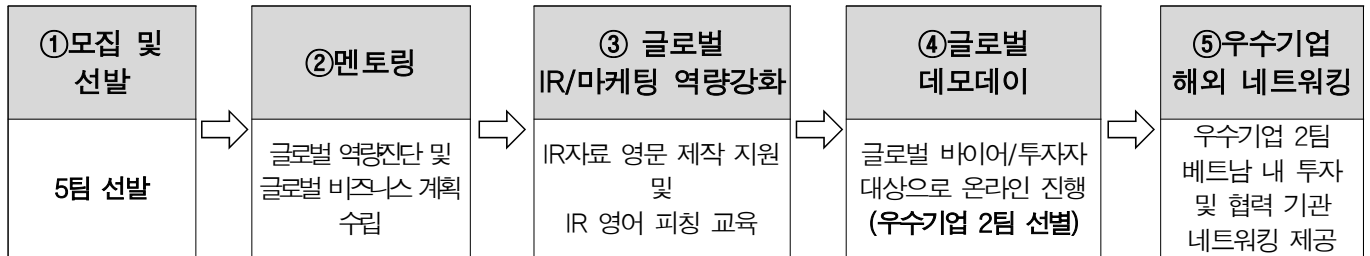 ①모집 및
선발
5팀 선발
②멘토링
글로벌 역량진단 및
글로벌 비즈니스 계획
수립
③ 글로벌
IR/마케팅 역량강화
IR자료 영문 제작 지원
및
IR 영어 피칭 교육
④글로벌
데모데이
글로벌 바이어/투자자
대상으로 온라인 진행
(우수기업 2팀 선별)
⑤우수기업
해외 네트워킹
우수기업 2팀
베트남 내 투자
및 협력 기관
네트워킹 제공